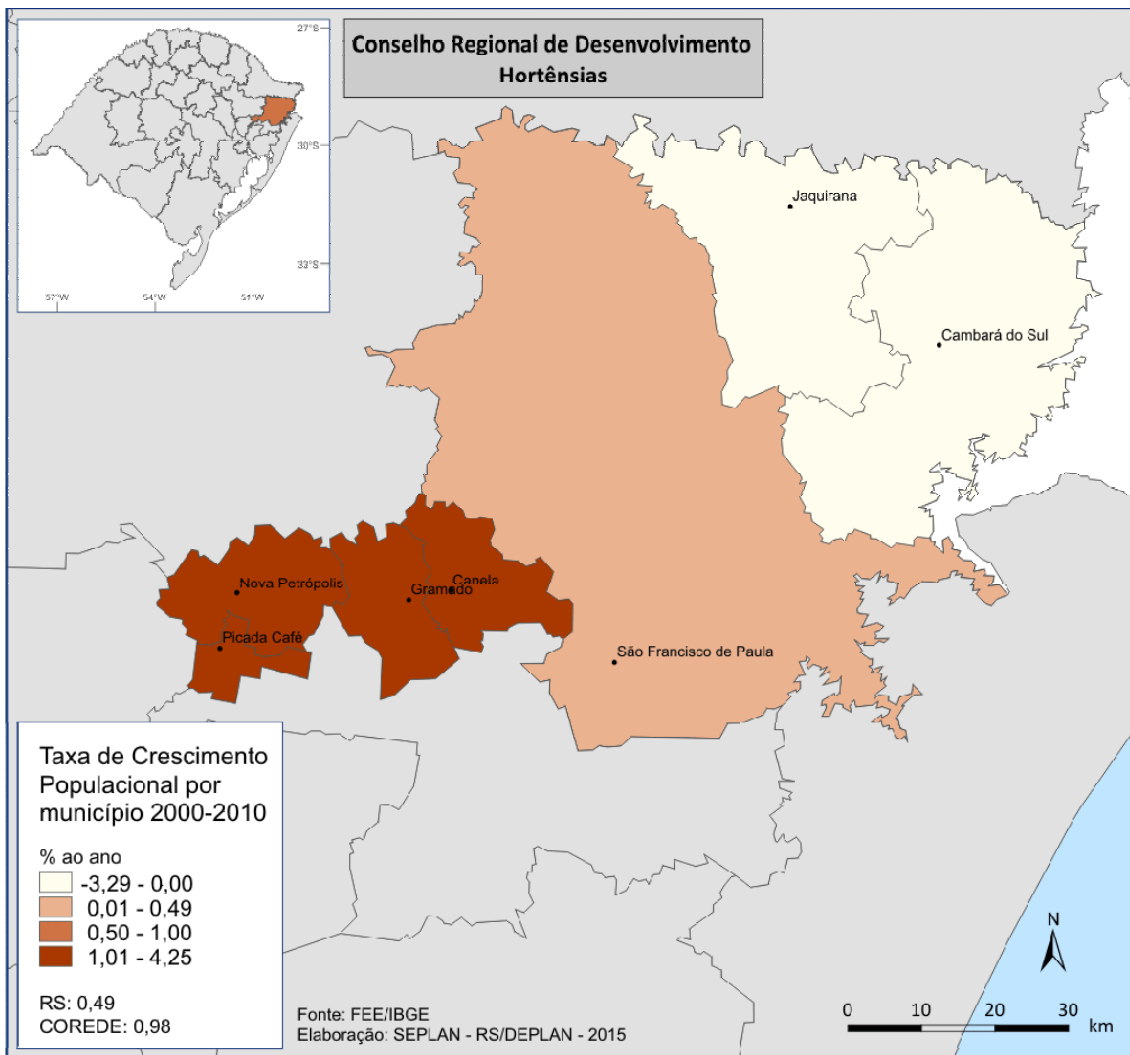 Conselho Regional de Desenvolvimento
Hortênsias
27°S
30°S
33°S
57°W
54°W
51°W
Jaquirana
Cambará do Sul
Nova Petrópolis
Gramado
Canela
Picada Café
São Francisco de Paula
Taxa de Crescimento
Populacional por
município 2000-2010
% ao ano
-3,29 - 0,00
0,01 - 0,49
0,50 - 1,00
1,01 - 4,25
RS: 0,49
COREDE: 0,98
Fonte: FEE/IBGE
Elaboração: SEPLAN - RS/DEPLAN - 2015
N
0 10 20 30
km